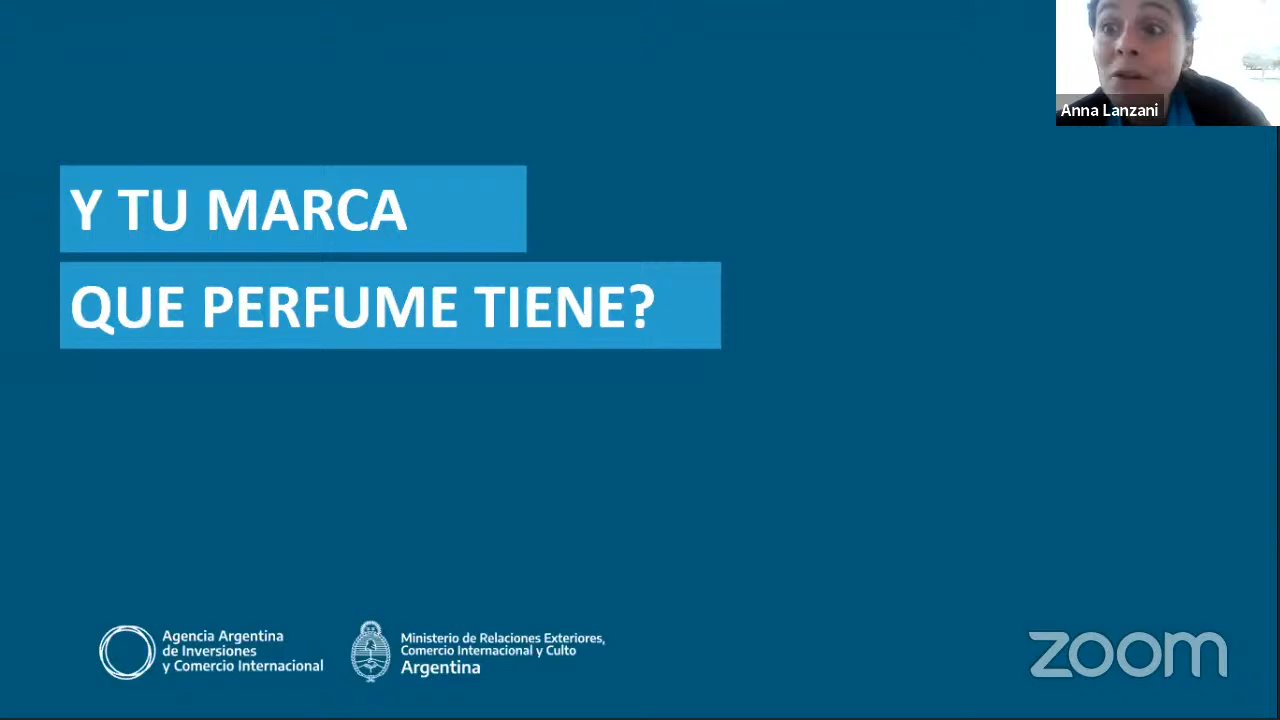 Anna Lanzani
Y TU MARCA
QUE PERFUME TIENE?
Agencia Argentina
de Inversiones
y Comercio Internacional
Ministerio de Relaciones Exteriores,
Comercio Internacional y Culto
Argentina
zoom